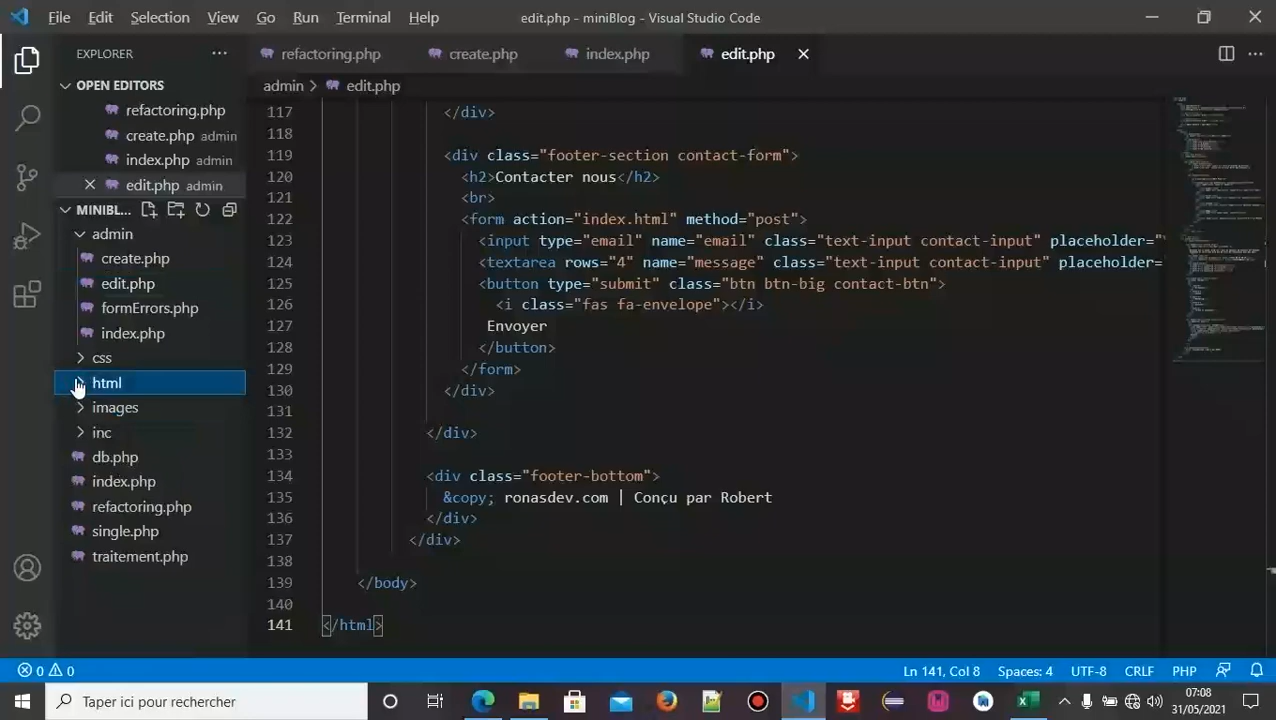 File Edit Selection View Go Run Terminal Help edit.php - miniBlog - Visual Studio Code
EXPLORER
refactoring.php create.php index.php edit.php
OPEN EDITORS
refactoring.php
create.php admin
index.php admin
edit.php admin
MINIBL...
admin
create.php
edit.php
formErrors.php
index.php
css
html
images
inc
db.php
index.php
refactoring.php
single.php
traitement.php
admin > edit.php
117 </div>
118
119 <div class="footer-section contact-form">
120 <h2>Contacter nous</h2>
121 <br>
122 <form action="index.html" method="post">
123 <input type="email" name="email" class="text-input contact-input" placeholder="
124 <textarea rows="4" name="message" class="text-input contact-input" placeholder=
125 <button type="submit" class="btn btn-big contact-btn">
126 <i class="fas fa-envelope"></i>
127 Envoyer
128 </button>
129 </form>
130 </div>
131
132 </div>
133
134 <div class="footer-bottom">
135 &copy; ronasdev.com | Conçu par Robert
136 </div>
137 </div>
138
139 </body>
140
141 </html>
0 0 Ln 141, Col 8 Spaces: 4 UTF-8 CRLF PHP
Taper ici pour rechercher
07:08
31/05/2021